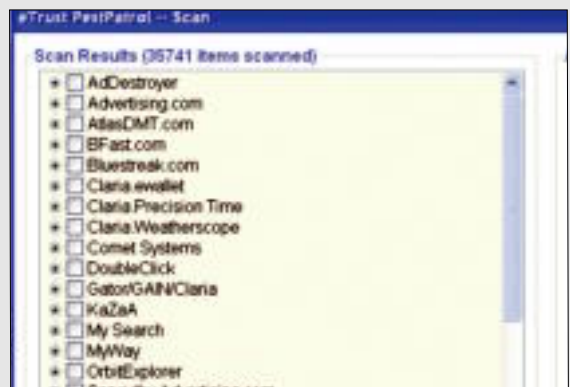 eTrust PestPatrol -- Scan
Scan Results (35741 items scanned)
AdDestroyer
Advertising.com
AtlasDMT.com
BFast.com
Bluestreak.com
Claria.ewallet
Claria.Precision Time
Claria.Weatherscope
Comet Systems
DoubleClick
Gator/GAIN/Claria
KaZaA
My Search
MyWay
OrbitExplorer